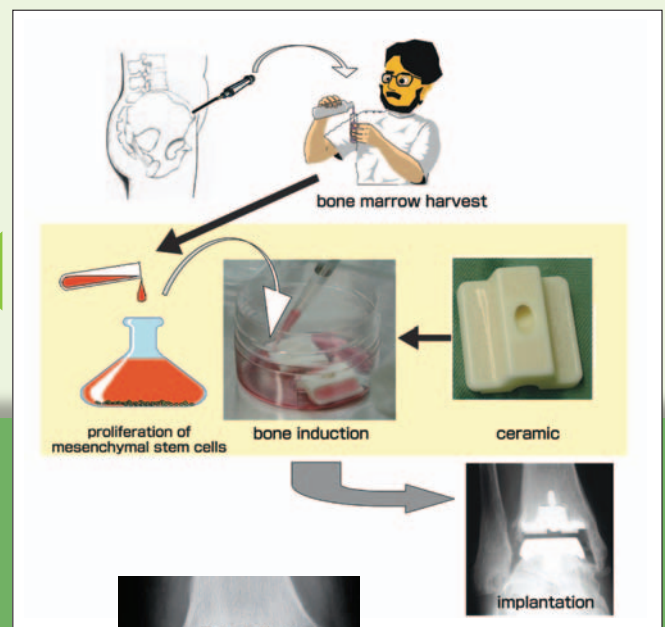 bone marrow harvest
proliferation of
mesenchymal stem cells
bone induction
ceramic
implantation